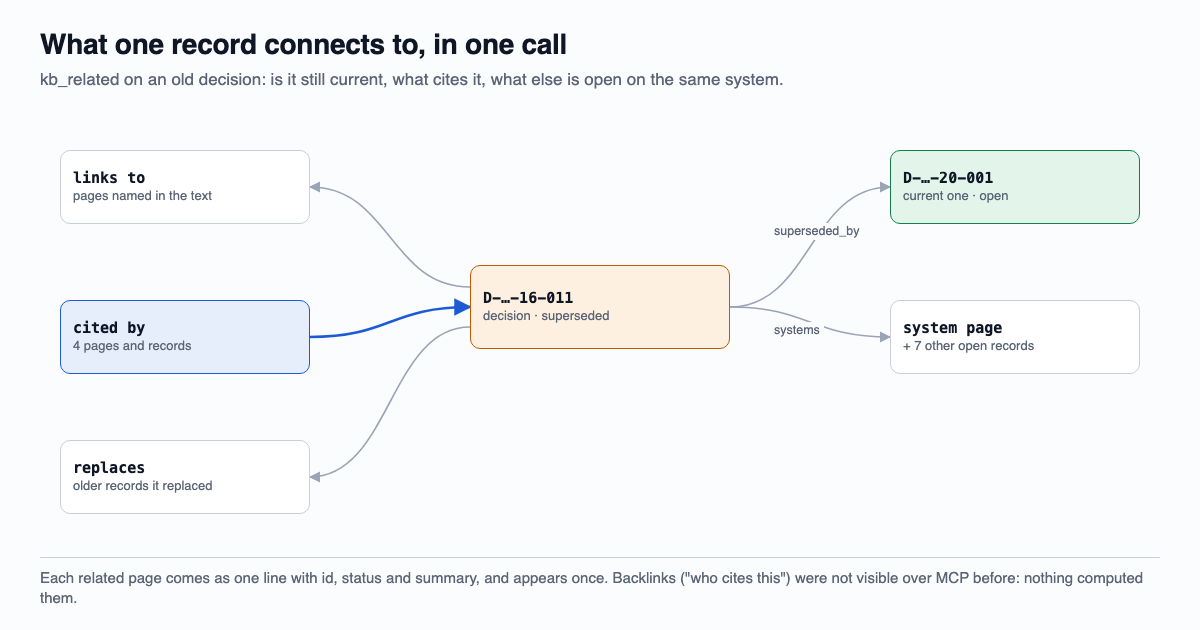 What one record connects to, in one call
kb_related on an old decision: is it still current, what cites it, what else is open on the same system.
links to
pages named in the text
D-…-20-001
current one · open
superseded_by
D-…-16-011
decision · superseded
cited by
4 pages and records
systems
system page
+ 7 other open records
replaces
older records it replaced
Each related page comes as one line with id, status and summary, and appears once. Backlinks ("who cites this") were not visible over MCP before: nothing computed
them.